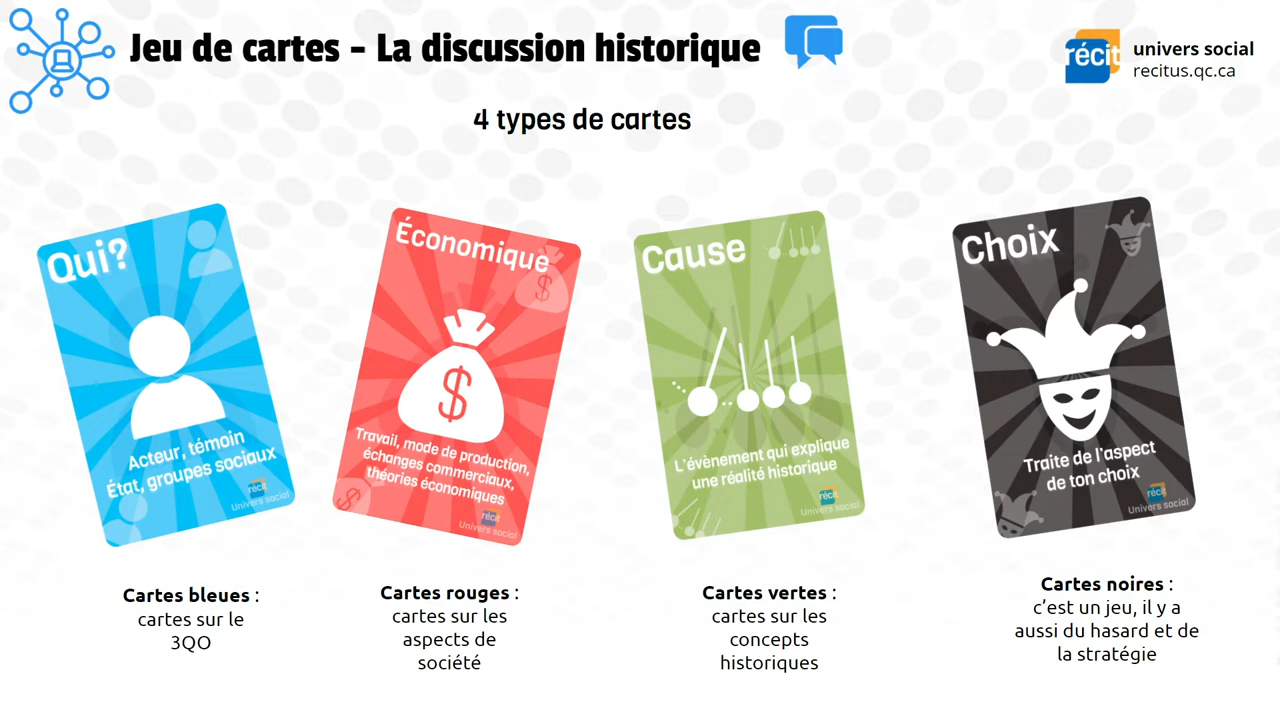 Jeu de cartes – La discussion historique
récit
univers social
recitus.qc.ca
4 types de cartes
Qui?
Acteur, témoin
État, groupes sociaux
récit
Univers social
Économique
$
$
Travail, mode de production,
échanges commerciaux,
théories économiques
$
récit
Univers social
Cause
L'évènement qui explique
une réalité historique
récit
Univers social
Choix
Traite de l'aspect
de ton choix
récit
Univers social
Cartes bleues :
cartes sur le
3QO
Cartes rouges :
cartes sur les
aspects de
société
Cartes vertes :
cartes sur les
concepts
historiques
Cartes noires :
c'est un jeu, il y a
aussi du hasard et de
la stratégie